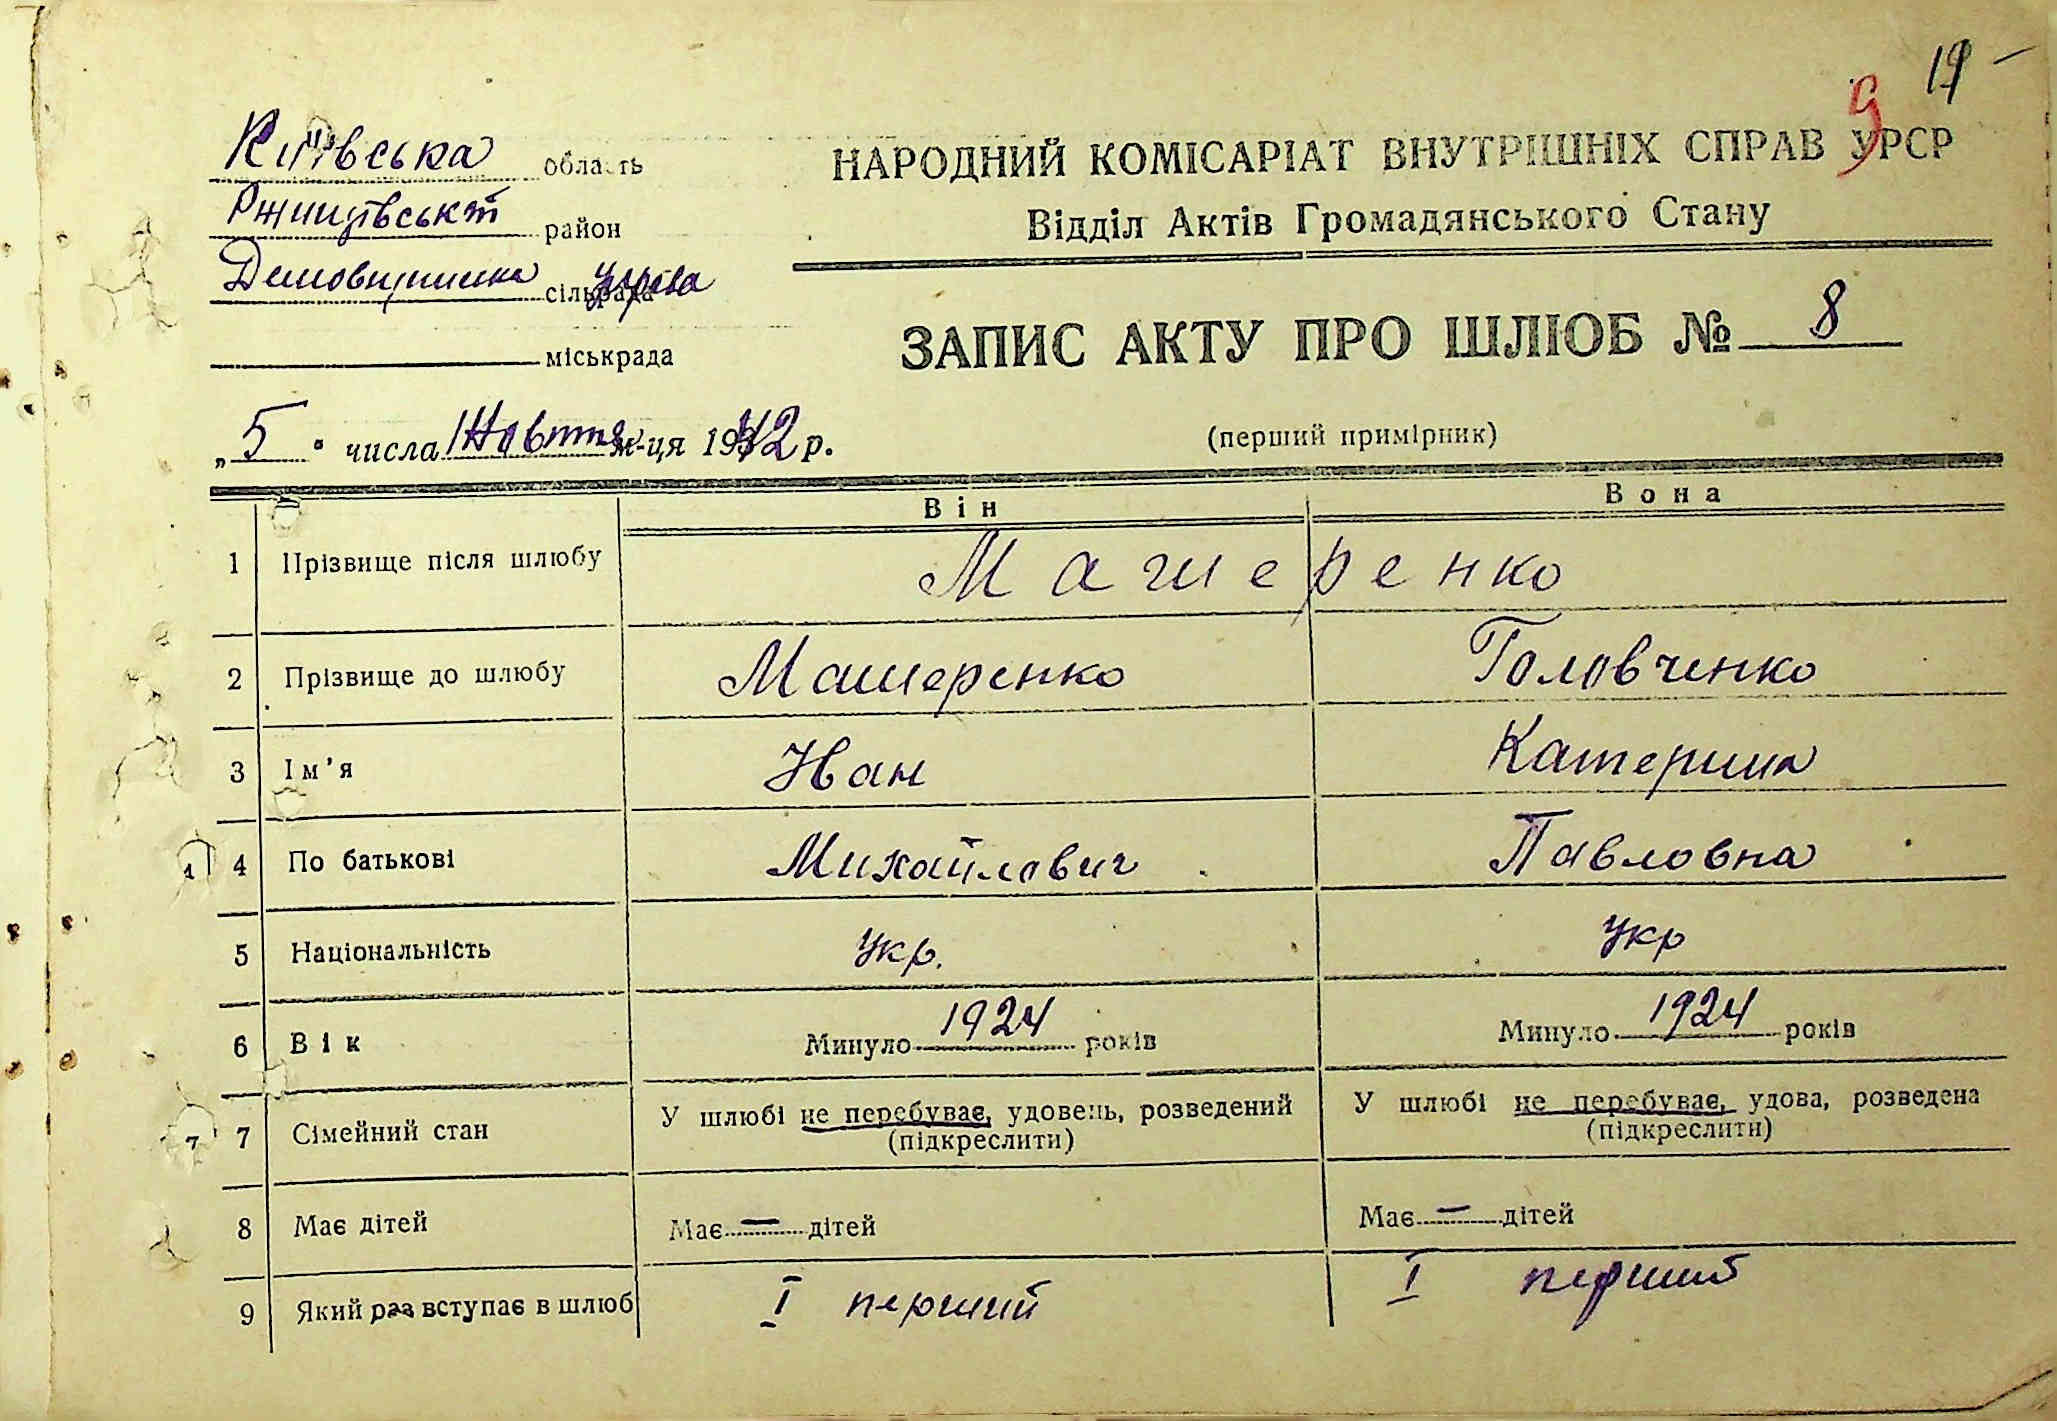 19
9
Київська область
Ржищівський район
НАРОДНИЙ КОМІСАРІАТ ВНУТРІШНІХ СПРАВ УРСР
Відділ Актів Громадянського Стану
сільрада управа
міськрада
ЗАПИС АКТУ ПРО ШЛЮБ № 8
„5" числа Жовтня м-ця 1942 р.
(перший примірник)
Він Вона
1 Прізвище після шлюбу Машеренко
2 Прізвище до шлюбу Машеренко Головченко
3 Ім'я Иван Катерина
4 По батькові Михайлович Павловна
5 Національність Укр. Укр
6 Вік Минуло 1924 років Минуло 1924 років
7 7 Сімейний стан У шлюбі не перебуває, удовець, розведений (підкреслити) У шлюбі не перебуває, удова, розведена (підкреслити)
8 Має дітей Має — дітей Має — дітей
9 Який раз вступає в шлюб I перший I перший